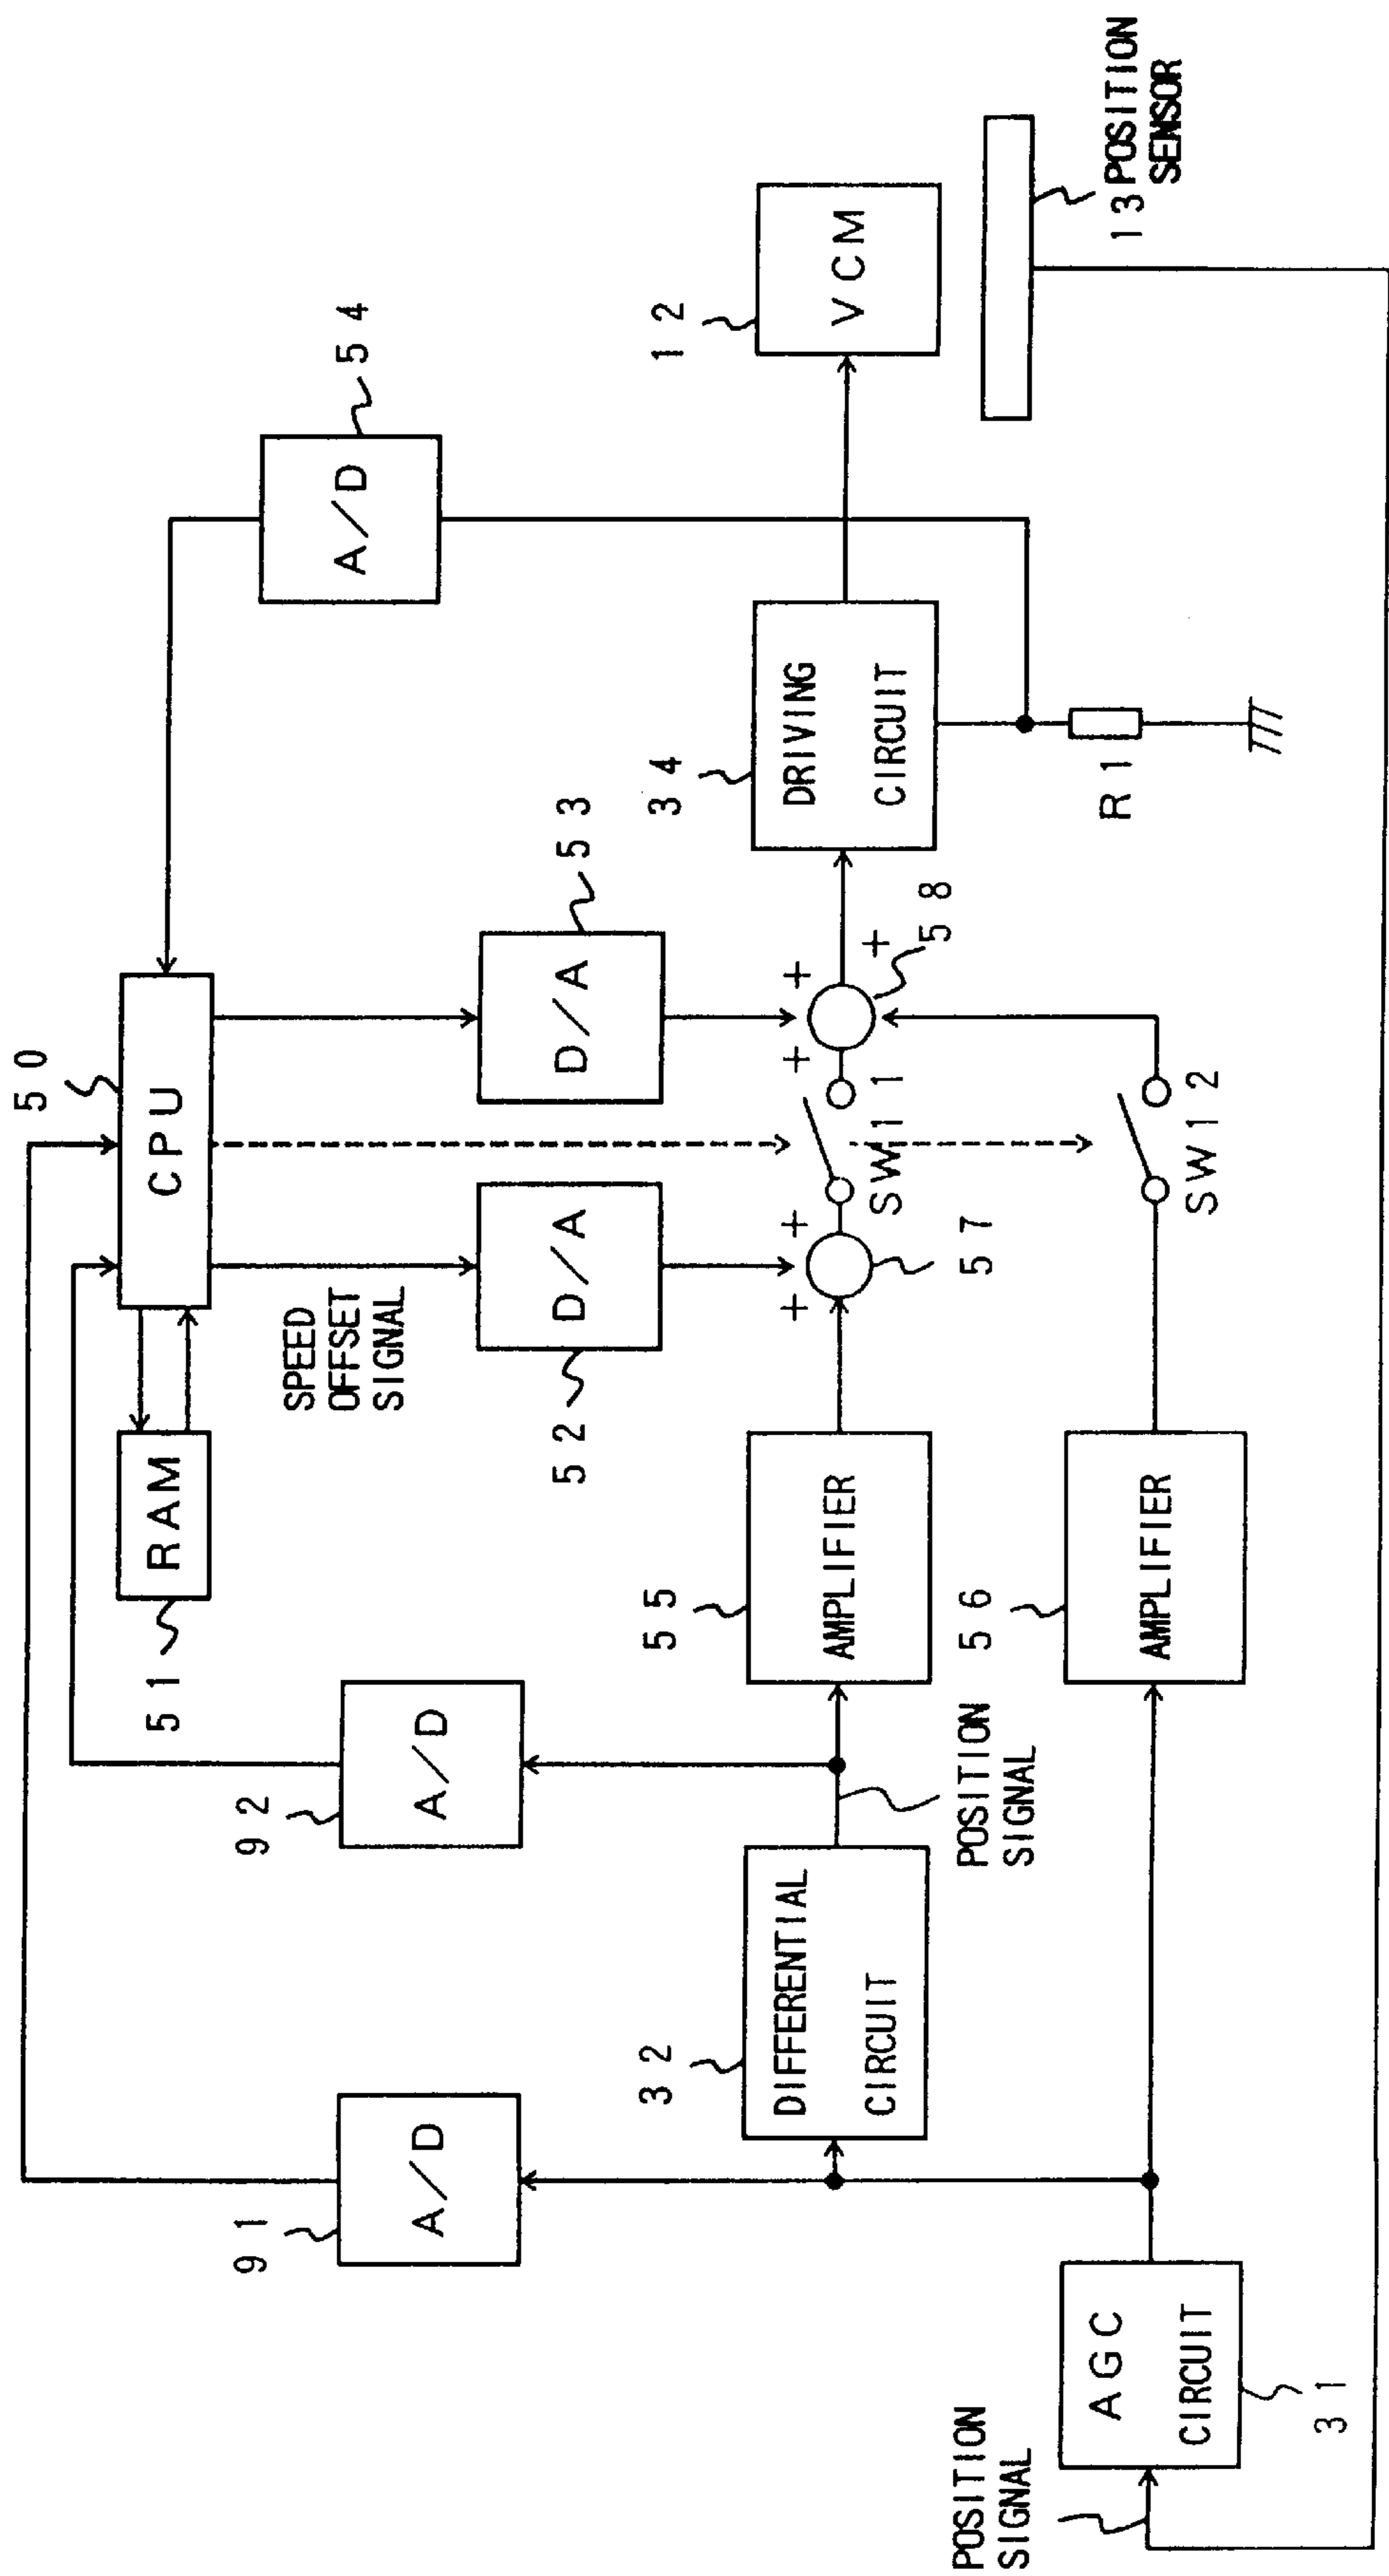 50
CPU
RAM
51
A/D
54
A/D
91
A/D
92
SPEED
OFFSET
SIGNAL
D/A
52
D/A
53
DIFFERENTIAL
CIRCUIT
32
POSITION
SIGNAL
AMPLIFIER
55
+
+
57
SW11
+
+
+
58
DRIVING
CIRCUIT
34
VCM
12
13 POSITION
SENSOR
POSITION
SIGNAL
AGC
CIRCUIT
31
AMPLIFIER
56
SW12
R1